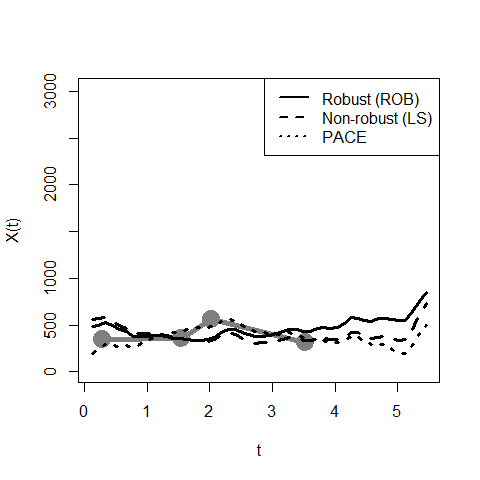 Robust (ROB)
Non-robust (LS)
PACE
3000
2000
1000
500
0
X(t)
0 1 2 3 4 5
t